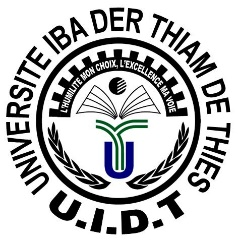 UNIVERSITE IBA DER THIAM DE THIES
L'HUMILITE MON CHOIX, L'EXCELLENCE MA VOIE
U.I.D.T